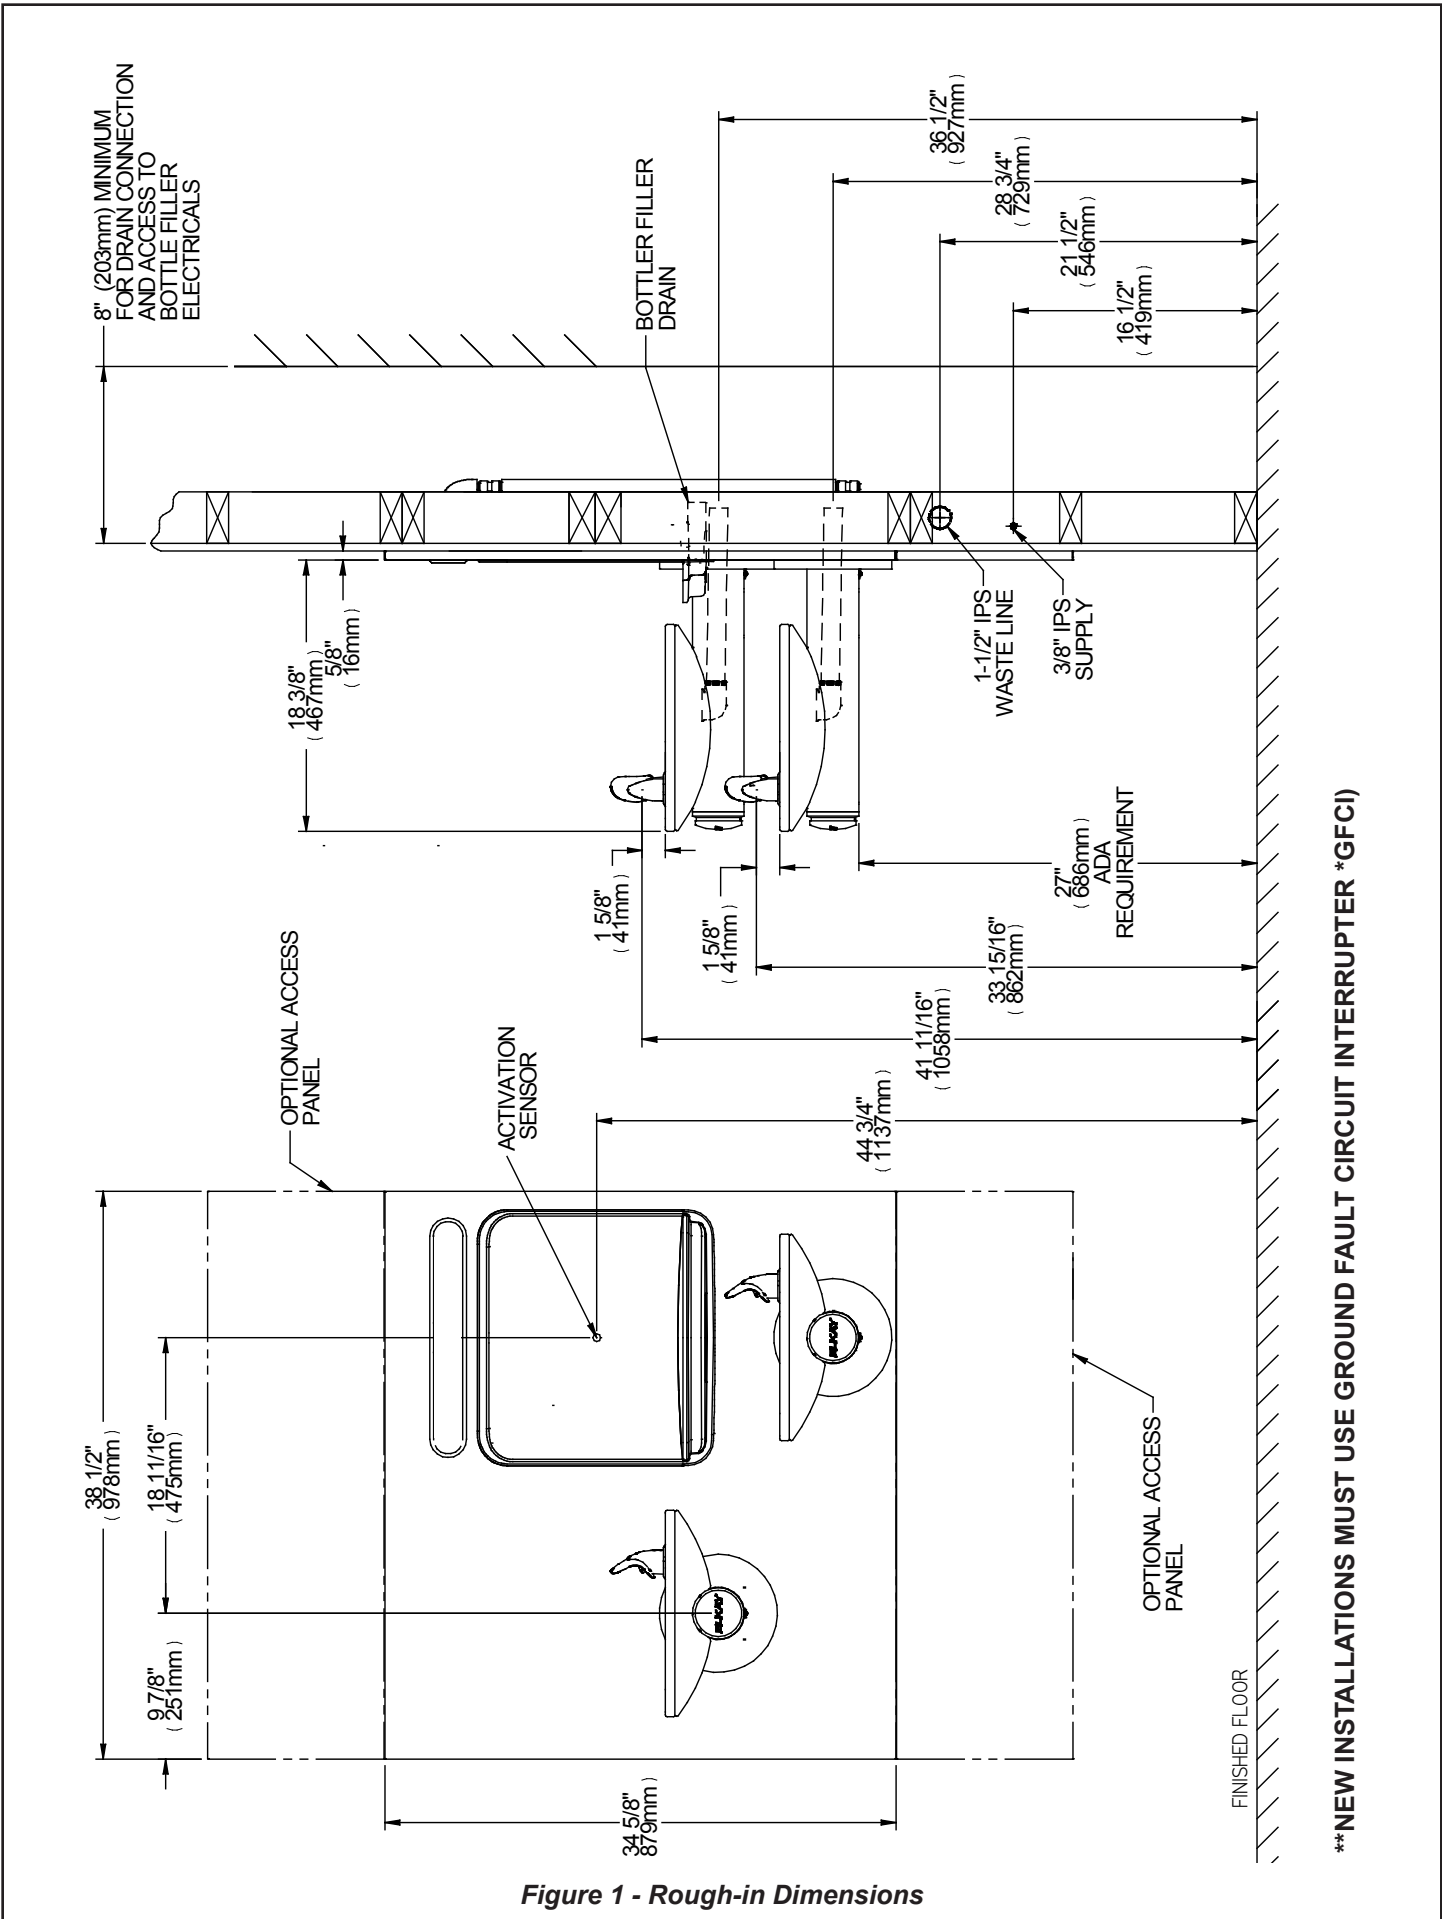 8" (203mm) MINIMUM
FOR DRAIN CONNECTION
AND ACCESS TO
BOTTLE FILLER
ELECTRICALS
BOTTLER FILLER
DRAIN
36 1/2"
( 927mm )
28 3/4"
( 729mm )
21 1/2"
( 546mm )
16 1/2"
( 419mm )
18 3/8"
( 467mm )
5/8"
( 16mm )
1-1/2" IPS
WASTE LINE
3/8" IPS
SUPPLY
1 5/8"
( 41mm )
1 5/8"
( 41mm )
27"
( 686mm )
ADA
REQUIREMENT
33 15/16"
( 862mm )
41 11/16"
( 1058mm )
44 3/4"
( 1137mm )
OPTIONAL ACCESS
PANEL
ACTIVATION
SENSOR
38 1/2"
( 978mm )
18 11/16"
( 475mm )
9 7/8"
( 251mm )
ELKAY
ELKAY
34 5/8"
879mm )
OPTIONAL ACCESS
PANEL
FINISHED FLOOR
**NEW INSTALLATIONS MUST USE GROUND FAULT CIRCUIT INTERRUPTER *GFCI)
Figure 1 - Rough-in Dimensions